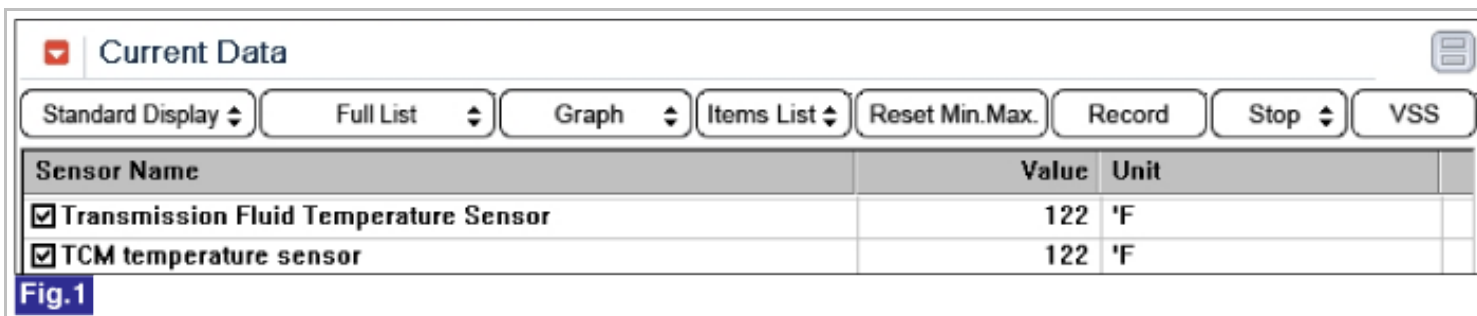 Current Data
Standard Display Full List Graph Items List Reset Min.Max. Record Stop VSS
Sensor Name Value Unit
Transmission Fluid Temperature Sensor 122 'F
TCM temperature sensor 122 'F
Fig.1